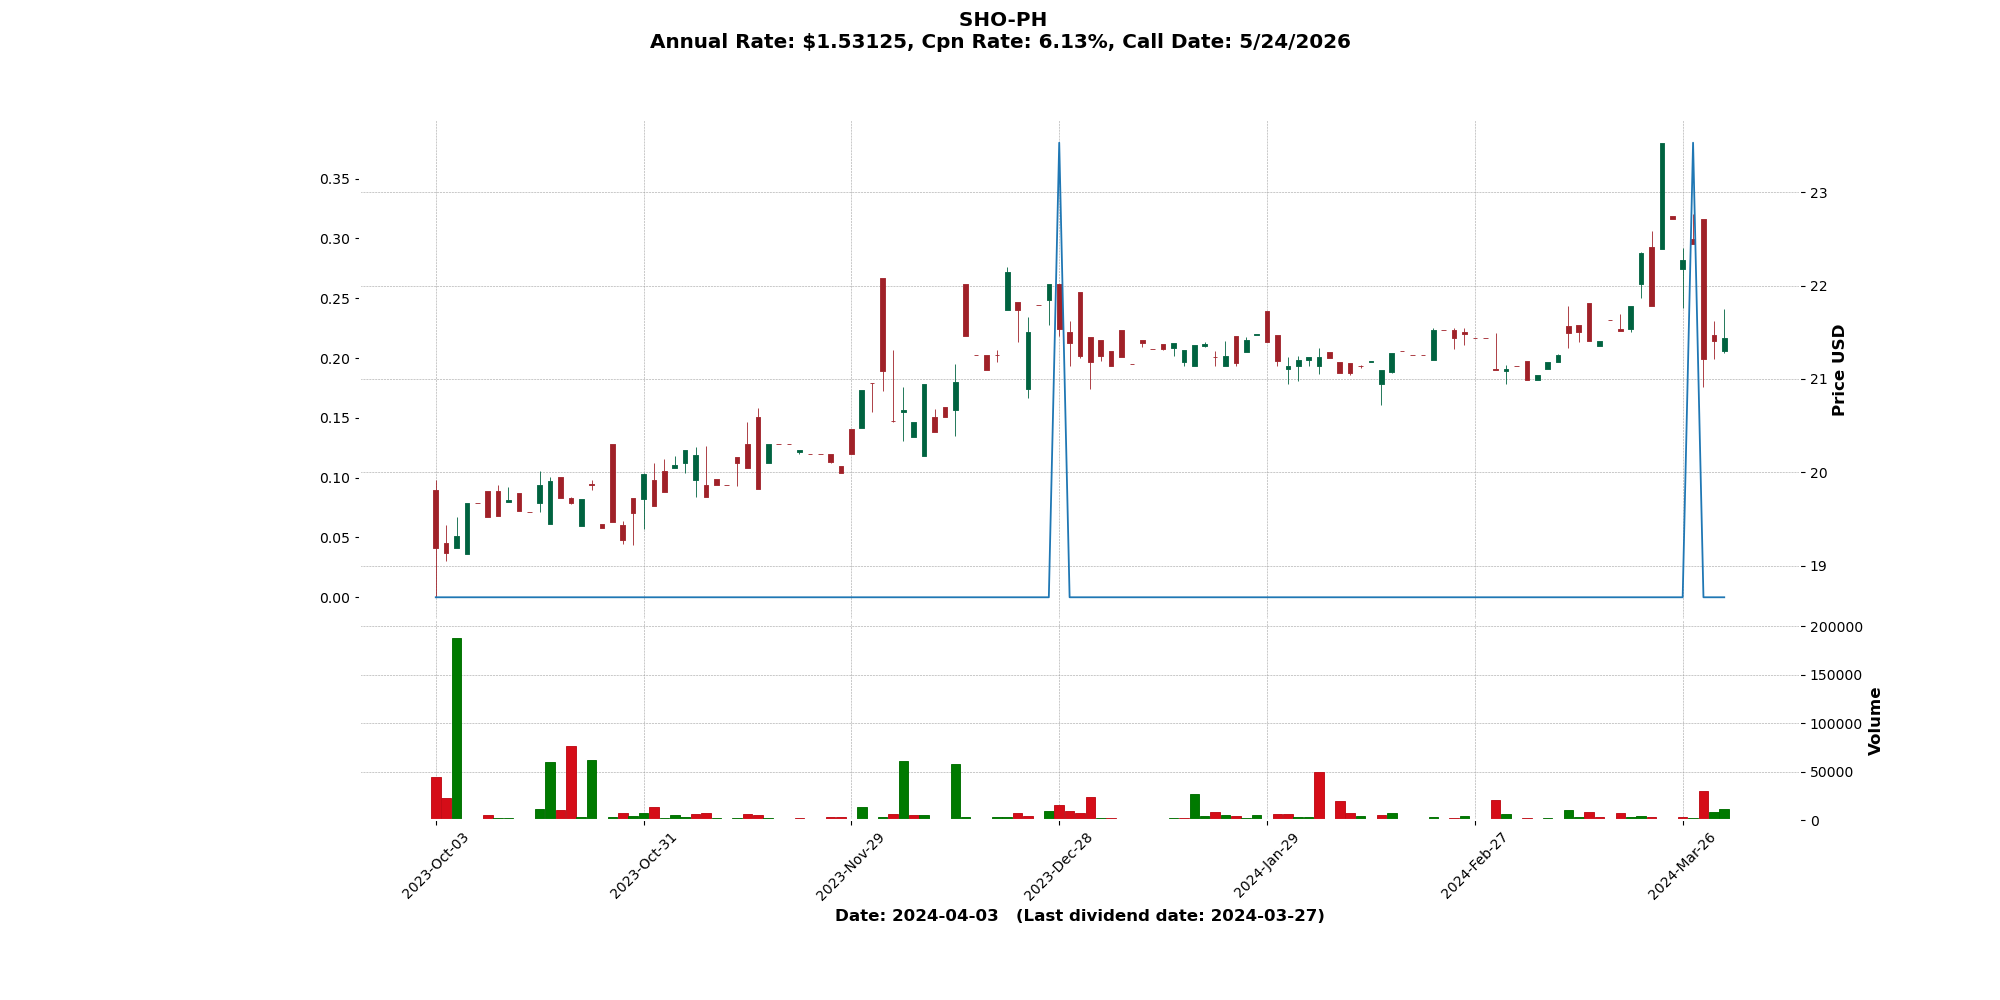 SHO-PH
Annual Rate: $1.53125, Cpn Rate: 6.13%, Call Date: 5/24/2026
0.35
0.30
0.25
0.20
0.15
0.10
0.05
0.00
23
22
21
20
19
Price USD
200000
150000
100000
50000
0
Volume
2023-Oct-03
2023-Oct-31
2023-Nov-29
2023-Dec-28
2024-Jan-29
2024-Feb-27
2024-Mar-26
Date: 2024-04-03 (Last dividend date: 2024-03-27)